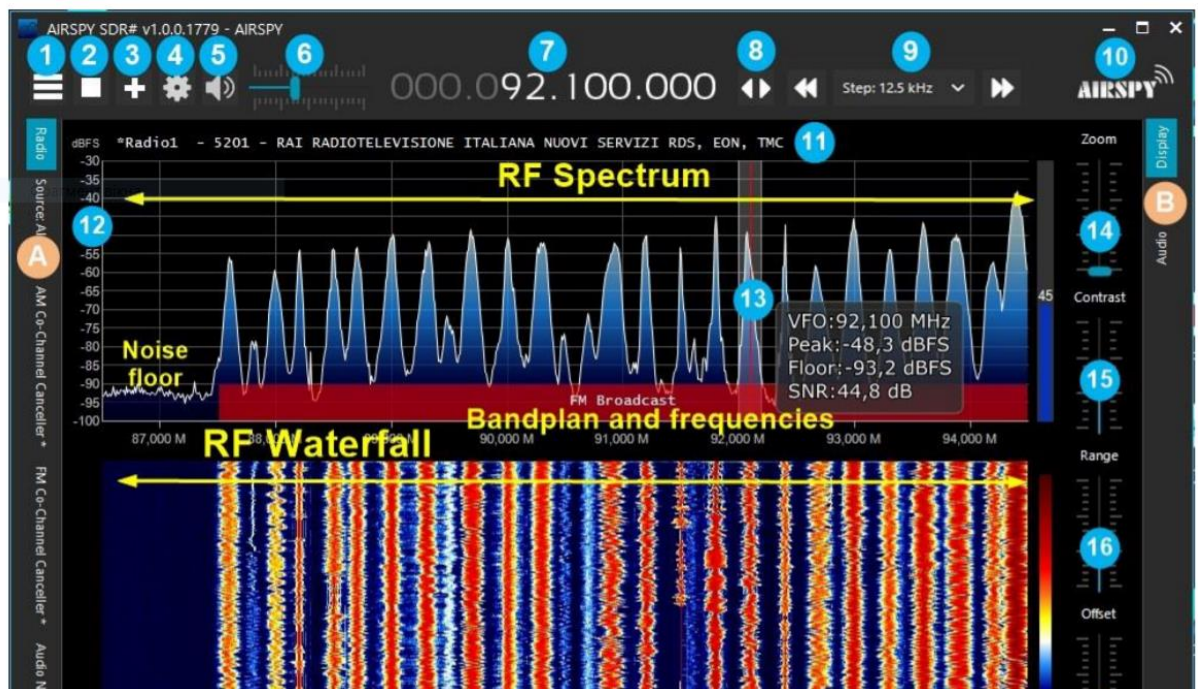 AIRSPY SDR# v1.0.0.1779 - AIRSPY
1
2
3
4
5
6
7
8
9
10
000.092.100.000
Step: 12.5 kHz
AIRSPY
Radio
dBFS
*Radio1 - 5201 - RAI RADIOTELEVISIONE ITALIANA NUOVI SERVIZI RDS, EON, TMC
11
Zoom
Display
-30
-35
-40
RF Spectrum
B
Source: AI
12
14
Audio
A
-55
-60
-65
-70
-75
-80
-85
-90
-95
-100
13
45
Contrast
AM Co-Channel Canceller *
VFO:92,100 MHz
Peak:-48,3 dBFS
Floor:-93,2 dBFS
SNR:44,8 dB
Noise
floor
15
FM Broadcast
Bandplan and frequencies
87,000 M
90,000 M
91,000 M
92,000 M
93,000 M
94,000 M
RF Waterfall
Range
FM Co-Channel Canceller *
16
Offset
Audio N